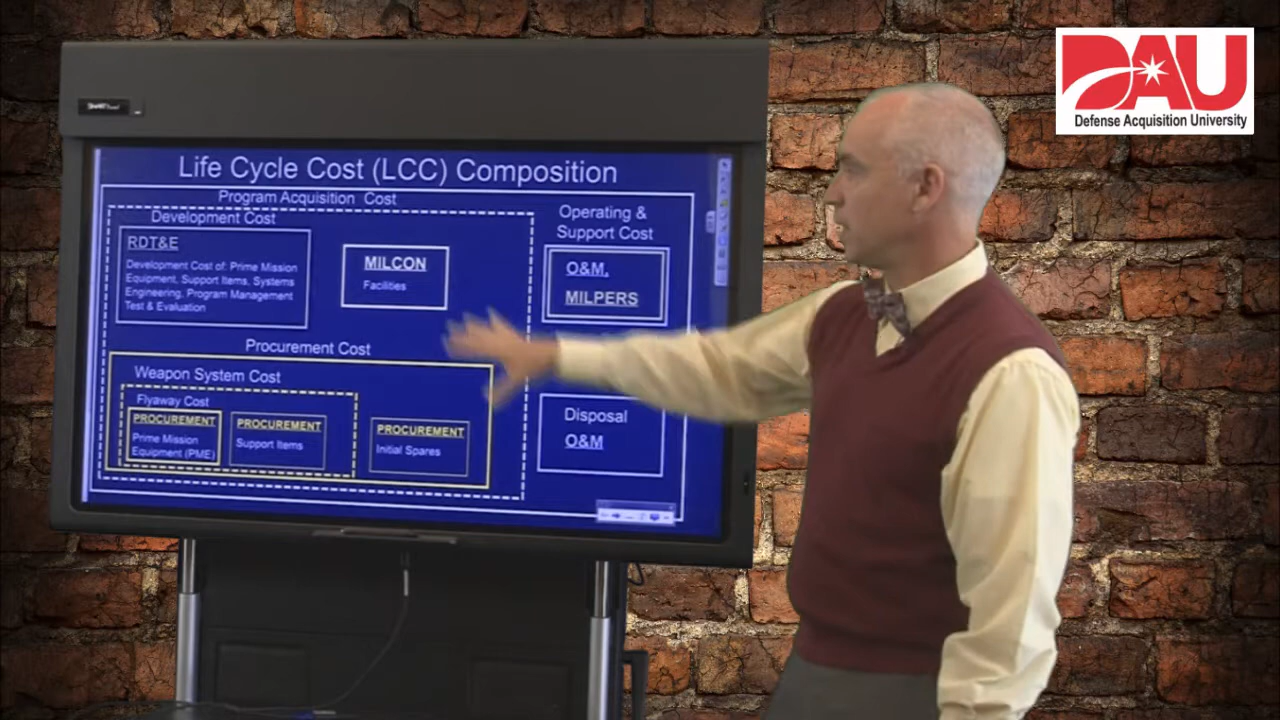 DAU
Defense Acquisition University
SMART
Life Cycle Cost (LCC) Composition
Program Acquisition Cost
Development Cost
RDT&E
Development Cost of: Prime Mission
Equipment, Support Items, Systems
Engineering, Program Management
Test & Evaluation
MILCON
Facilities
Operating &
Support Cost
O&M,
MILPERS
Procurement Cost
Weapon System Cost
Flyaway Cost
PROCUREMENT
Prime Mission
Equipment (PME)
PROCUREMENT
Support Items
PROCUREMENT
Initial Spares
Disposal
O&M